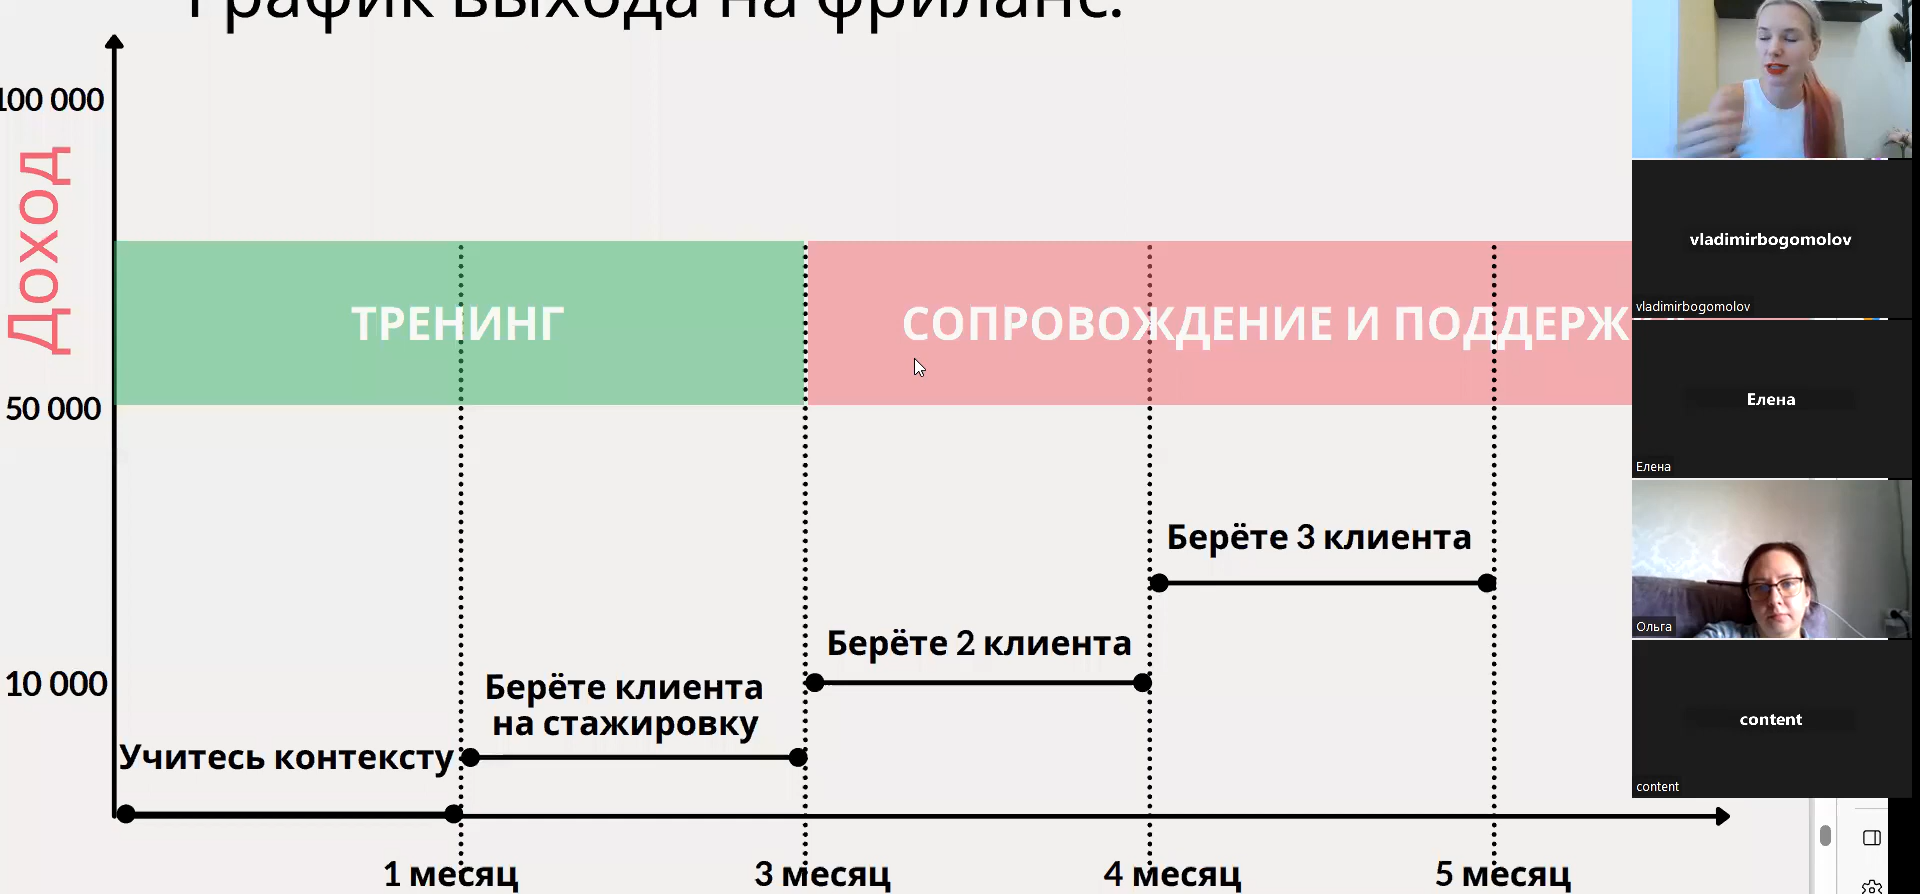 График выхода на фриланс.
100 000
Доход
50 000
10 000
ТРЕНИНГ
СОПРОВОЖДЕНИЕ И ПОДДЕРЖ
Берёте 3 клиента
Берёте 2 клиента
Берёте клиента
на стажировку
Учитесь контексту
1 месяц
3 месяц
4 месяц
5 месяц
vladimirbogomolov
vladimirbogomolov
Елена
Елена
Ольга
content
content